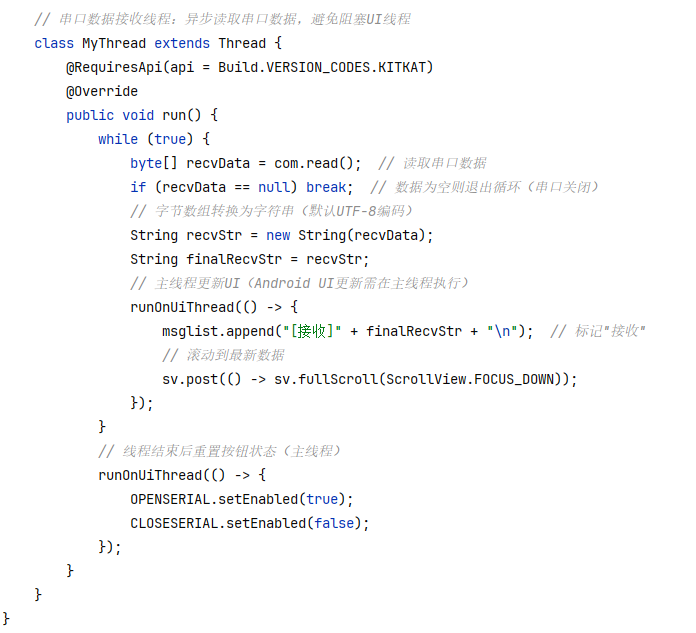 // 串口数据接收线程：异步读取串口数据，避免阻塞UI线程
class MyThread extends Thread {
@RequiresApi(api = Build.VERSION_CODES.KITKAT)
@Override
public void run() {
while (true) {
byte[] recvData = com.read();  // 读取串口数据
if (recvData == null) break;  // 数据为空则退出循环（串口关闭）
// 字节数组转换为字符串（默认UTF-8编码）
String recvStr = new String(recvData);
String finalRecvStr = recvStr;
// 主线程更新UI（Android UI更新需在主线程执行）
runOnUiThread(() -> {
msglist.append("[接收]" + finalRecvStr + "\n");  // 标记"接收"
// 滚动到最新数据
sv.post(() -> sv.fullScroll(ScrollView.FOCUS_DOWN));
});
}
// 线程结束后重置按钮状态（主线程）
runOnUiThread(() -> {
OPENSERIAL.setEnabled(true);
CLOSESERIAL.setEnabled(false);
});
}
}
}